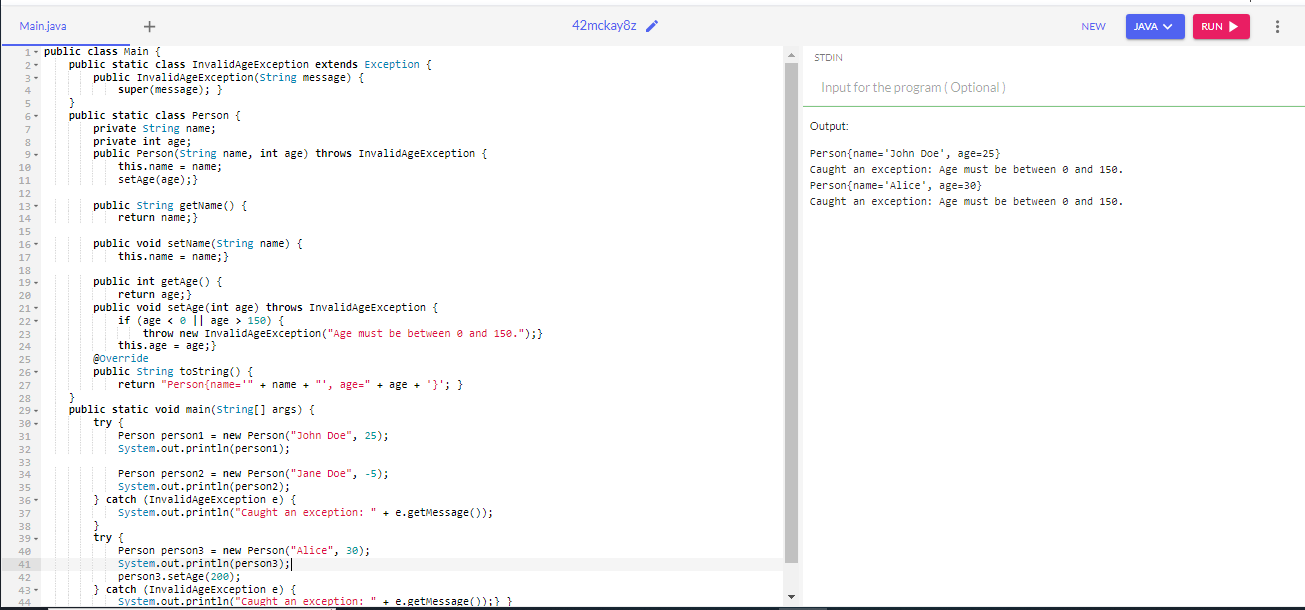 Main.java + 42mckay8z NEW JAVA RUN
1 public class Main {
2 public static class InvalidAgeException extends Exception {
3 public InvalidAgeException(String message) {
4 super(message); }
5 }
6 public static class Person {
7 private String name;
8 private int age;
9 public Person(String name, int age) throws InvalidAgeException {
10 this.name = name;
11 setAge(age);}
12
13 public String getName() {
14 return name;}
15
16 public void setName(String name) {
17 this.name = name;}
18
19 public int getAge() {
20 return age;}
21 public void setAge(int age) throws InvalidAgeException {
22 if (age < 0 || age > 150) {
23 throw new InvalidAgeException("Age must be between 0 and 150.");}
24 this.age = age;}
25 @Override
26 public String toString() {
27 return "Person{name='" + name + "', age=" + age + '}'; }
28 }
29 public static void main(String[] args) {
30 try {
31 Person person1 = new Person("John Doe", 25);
32 System.out.println(person1);
33
34 Person person2 = new Person("Jane Doe", -5);
35 System.out.println(person2);
36 } catch (InvalidAgeException e) {
37 System.out.println("Caught an exception: " + e.getMessage());
38 }
39 try {
40 Person person3 = new Person("Alice", 30);
41 System.out.println(person3);
42 person3.setAge(200);
43 } catch (InvalidAgeException e) {
44 System.out.println("Caught an exception: " + e.getMessage());} }
STDIN
Input for the program ( Optional )
Output:
Person{name='John Doe', age=25}
Caught an exception: Age must be between 0 and 150.
Person{name='Alice', age=30}
Caught an exception: Age must be between 0 and 150.